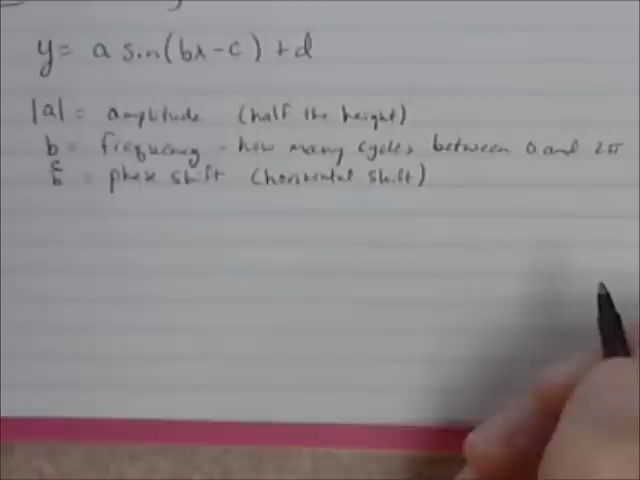 y = a sin(bx - c) + d
|a| = amplitude (half the height)
b = frequency - how many cycles between 0 and 2π
c/b = phase shift (horizontal shift)